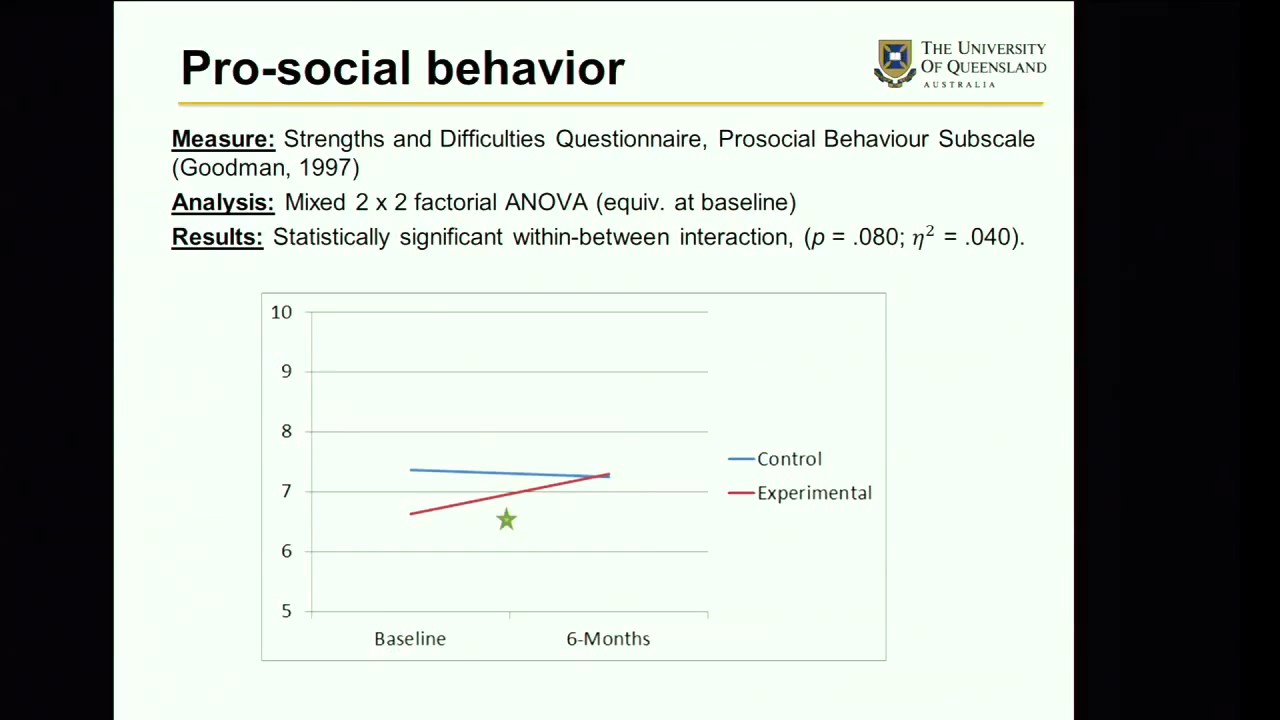 Pro-social behavior
THE UNIVERSITY
OF QUEENSLAND
AUSTRALIA
Measure: Strengths and Difficulties Questionnaire, Prosocial Behaviour Subscale
(Goodman, 1997)
Analysis: Mixed 2 x 2 factorial ANOVA (equiv. at baseline)
Results: Statistically significant within-between interaction, (p = .080; η² = .040).
10
9
8
7
6
5
Control
Experimental
Baseline
6-Months